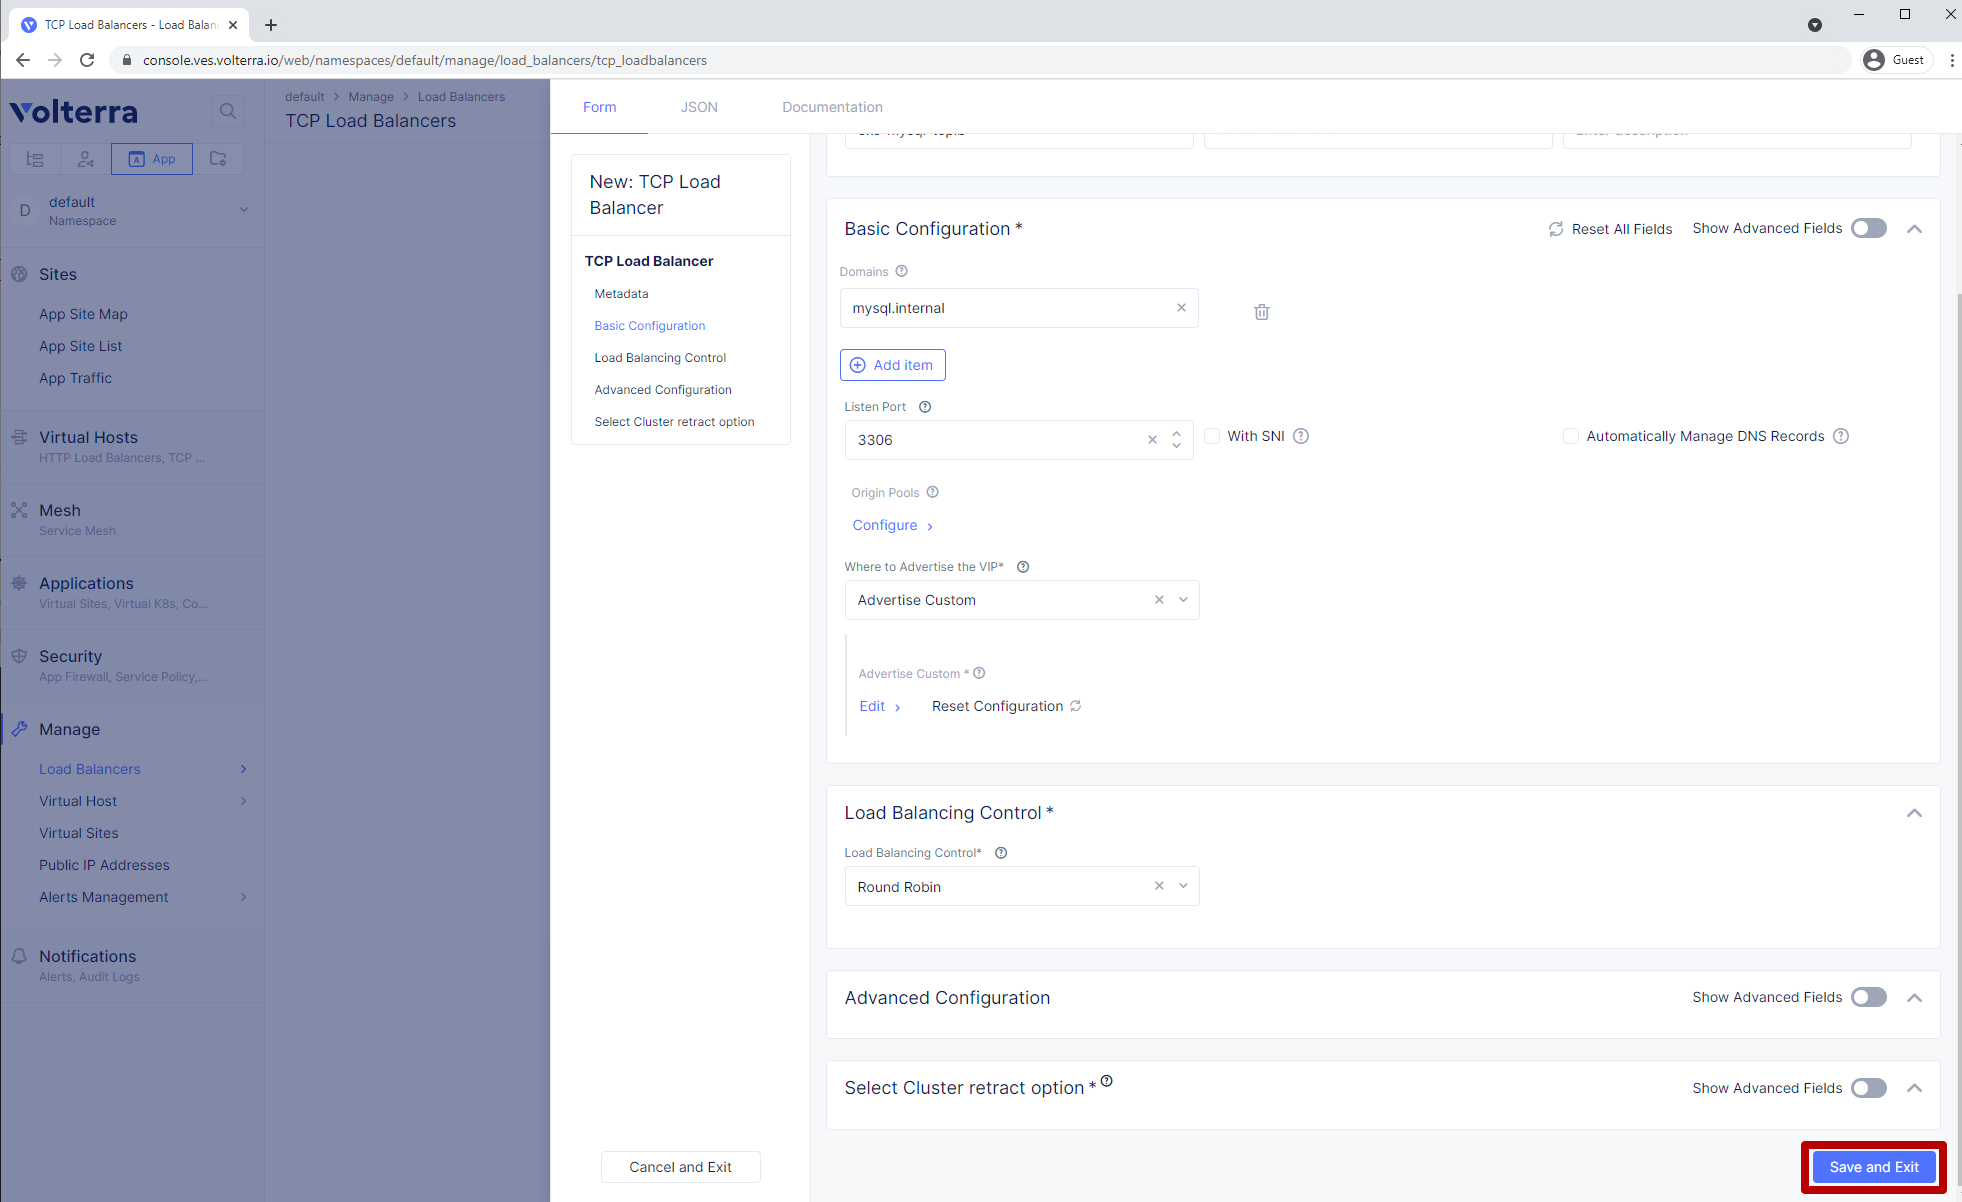 TCP Load Balancers - Load Balan
console.ves.volterra.io/web/namespaces/default/manage/load_balancers/tcp_loadbalancers
Guest
Volterra
default > Manage > Load Balancers
TCP Load Balancers
App
D
default
Namespace
Sites
App Site Map
App Site List
App Traffic
Virtual Hosts
HTTP Load Balancers, TCP ...
Mesh
Service Mesh
Applications
Virtual Sites, Virtual K8s, Co...
Security
App Firewall, Service Policy,...
Manage
Load Balancers
Virtual Host
Virtual Sites
Public IP Addresses
Alerts Management
Notifications
Alerts, Audit Logs
Form
JSON
Documentation
New: TCP Load
Balancer
TCP Load Balancer
Metadata
Basic Configuration
Load Balancing Control
Advanced Configuration
Select Cluster retract option
Cancel and Exit
Enter description
Basic Configuration *
Reset All Fields
Show Advanced Fields
Domains
mysql.internal
Add item
Listen Port
3306
With SNI
Automatically Manage DNS Records
Origin Pools
Configure
Where to Advertise the VIP*
Advertise Custom
Advertise Custom *
Edit
Reset Configuration
Load Balancing Control *
Load Balancing Control*
Round Robin
Advanced Configuration
Show Advanced Fields
Select Cluster retract option *
Show Advanced Fields
Save and Exit